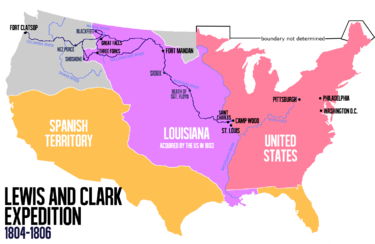 FORT CLATSOP
BLACKFEET
GREAT FALLS
NEZ PERCE
THREE FORKS
SHOSHONE
FORT MANDAN
SIOUX
DEATH OF
SGT. FLOYD
boundary not determined
SAINT
CHARLES
CAMP WOOD
ST. LOUIS
PITTSBURGH
PHILADELPHIA
WASHINGTON D.C.
SPANISH
TERRITORY
LOUISIANA
ACQUIRED BY THE US IN 1803
UNITED
STATES
LEWIS AND CLARK
EXPEDITION
1804-1806